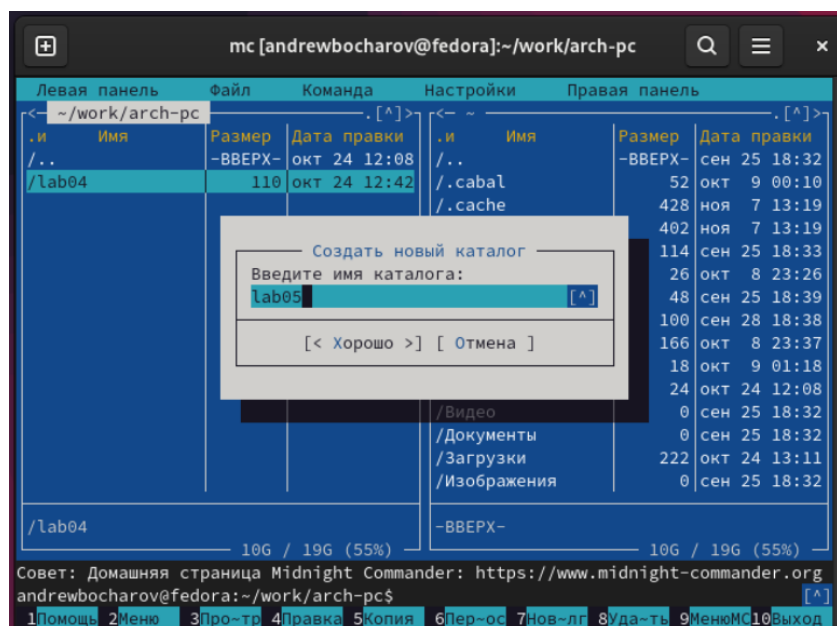 mc [andrewbocharov@fedora]:~/work/arch-pc
Левая панель Файл Команда Настройки Правая панель
<— ~/work/arch-pc .[^]> <— ~ .[^]>
.и Имя Размер Дата правки .и Имя Размер Дата правки
/.. -ВВЕРХ- окт 24 12:08 /.. -ВВЕРХ- сен 25 18:32
/lab04 110 окт 24 12:42 /.cabal 52 окт 9 00:10
/.cache 428 ноя 7 13:19
402 ноя 7 13:19
Создать новый каталог 114 сен 25 18:33
Введите имя каталога: 26 окт 8 23:26
lab05 [^] 48 сен 25 18:39
100 сен 28 18:38
[< Хорошо >] [ Отмена ] 166 окт 8 23:37
18 окт 9 01:18
24 окт 24 12:08
/Видео 0 сен 25 18:32
/Документы 0 сен 25 18:32
/Загрузки 222 окт 24 13:11
/Изображения 0 сен 25 18:32
/lab04 -ВВЕРХ-
10G / 19G (55%) 10G / 19G (55%)
Совет: Домашняя страница Midnight Commander: https://www.midnight-commander.org
andrewbocharov@fedora:~/work/arch-pc$ [^]
1Помощь 2Меню 3Про~тр 4Правка 5Копия 6Пер~ос 7Нов~лг 8Уда~ть 9МенюMC 10Выход